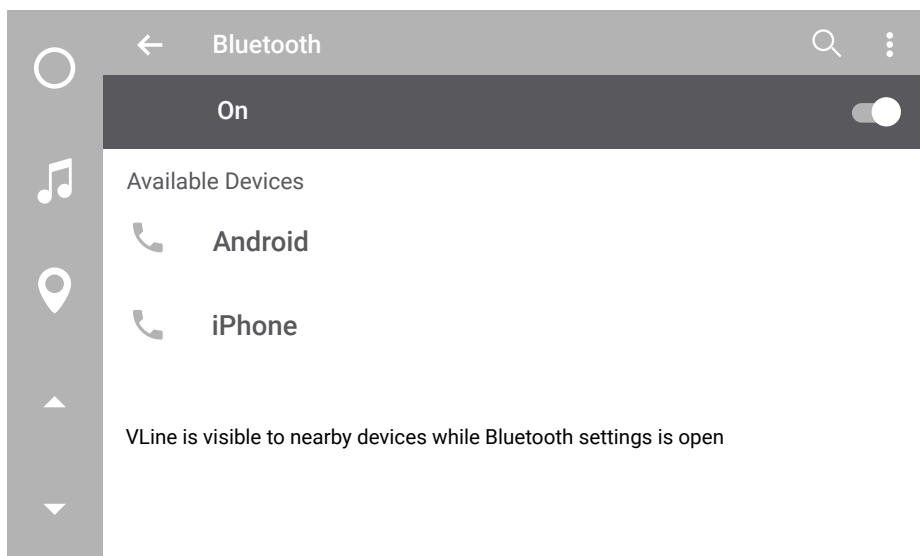 Bluetooth
On
Available Devices
Android
iPhone
VLine is visible to nearby devices while Bluetooth settings is open